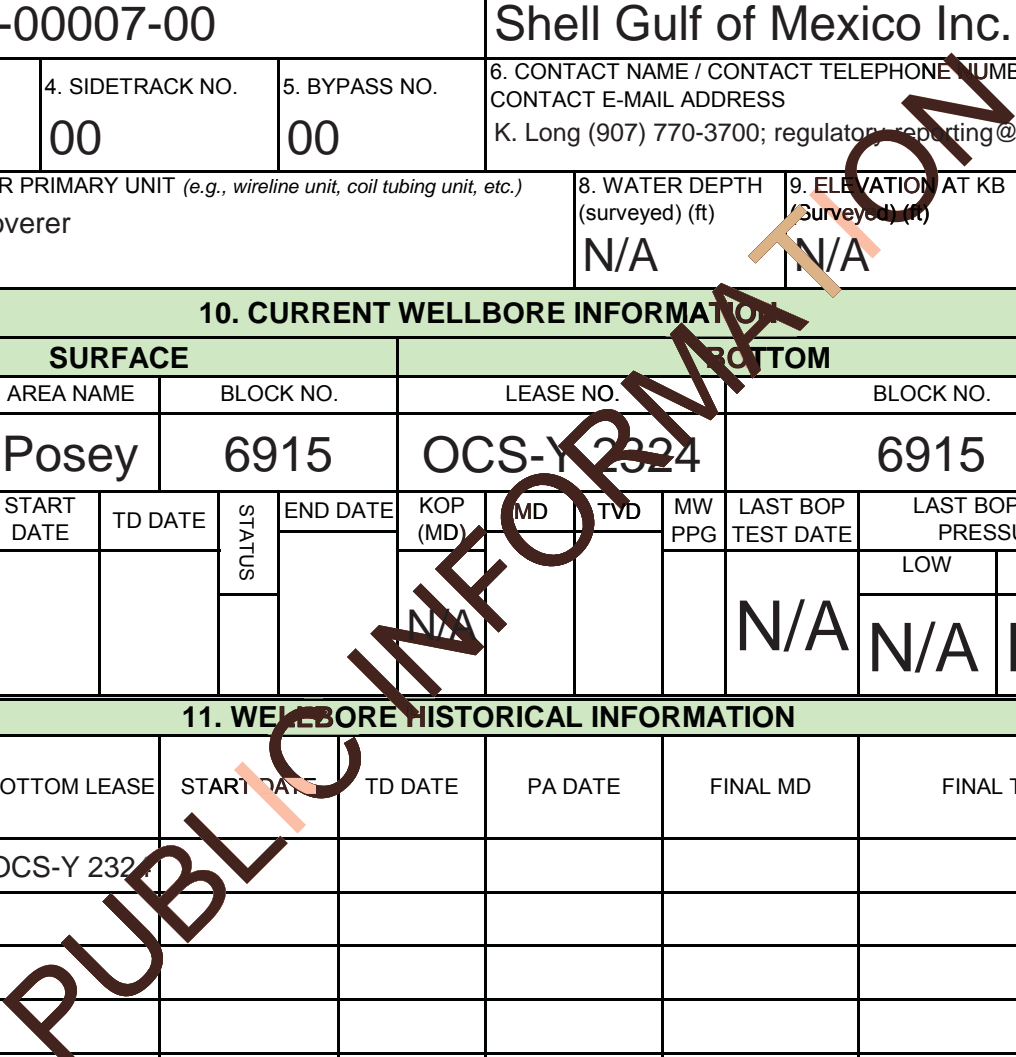 -00007-00 Shell Gulf of Mexico Inc.
4. SIDETRACK NO. 5. BYPASS NO. 6. CONTACT NAME / CONTACT TELEPHONE NUMB
CONTACT E-MAIL ADDRESS
00 00 K. Long (907) 770-3700; regulatory-reporting@
R PRIMARY UNIT (e.g., wireline unit, coil tubing unit, etc.) 8. WATER DEPTH 9. ELEVATION AT KB
(surveyed) (ft) (Surveyed) (ft)
overer N/A N/A
10. CURRENT WELLBORE INFORMATION
SURFACE BOTTOM
AREA NAME BLOCK NO. LEASE NO. BLOCK NO.
Posey 6915 OCS-Y 2324 6915
START DATE TD DATE STATUS END DATE KOP (MD) MD TVD MW PPG LAST BOP TEST DATE LAST BOP PRESSU
LOW
N/A N/A N/A
11. WELLBORE HISTORICAL INFORMATION
OTTOM LEASE START DATE TD DATE PA DATE FINAL MD FINAL T
OCS-Y 2324
PUBLIC INFORMATION